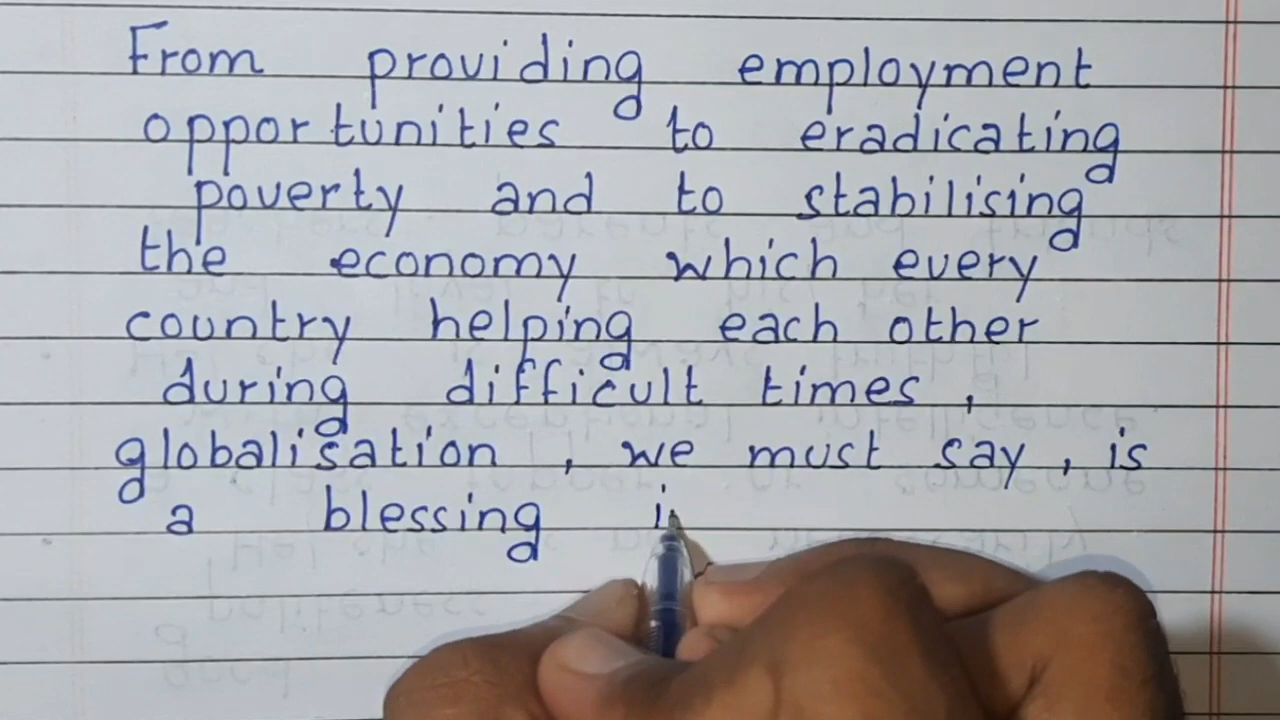 From providing employment
opportunities to eradicating
poverty and to stabilising
the economy which every
country helping each other
during difficult times,
globalisation, we must say, is
a blessing i